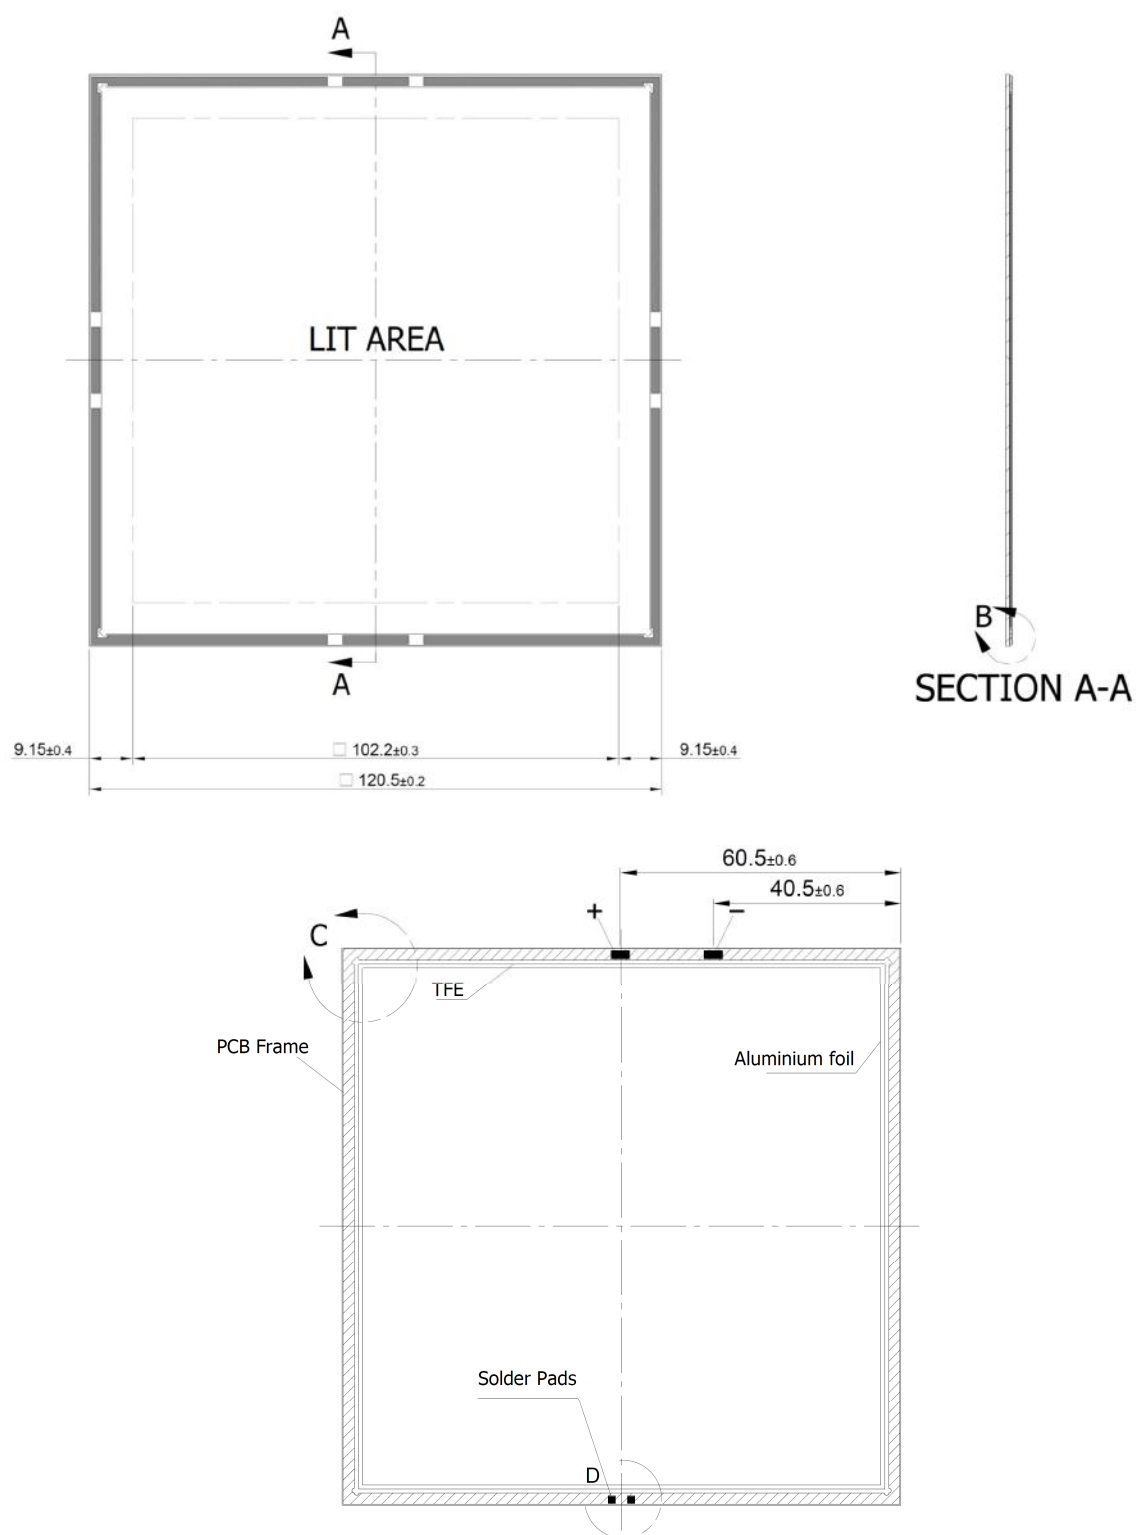 A
LIT AREA
A
B
SECTION A-A
9.15±0.4
□ 102.2±0.3
9.15±0.4
□ 120.5±0.2
60.5±0.6
40.5±0.6
+
−
C
TFE
PCB Frame
Aluminium foil
Solder Pads
D